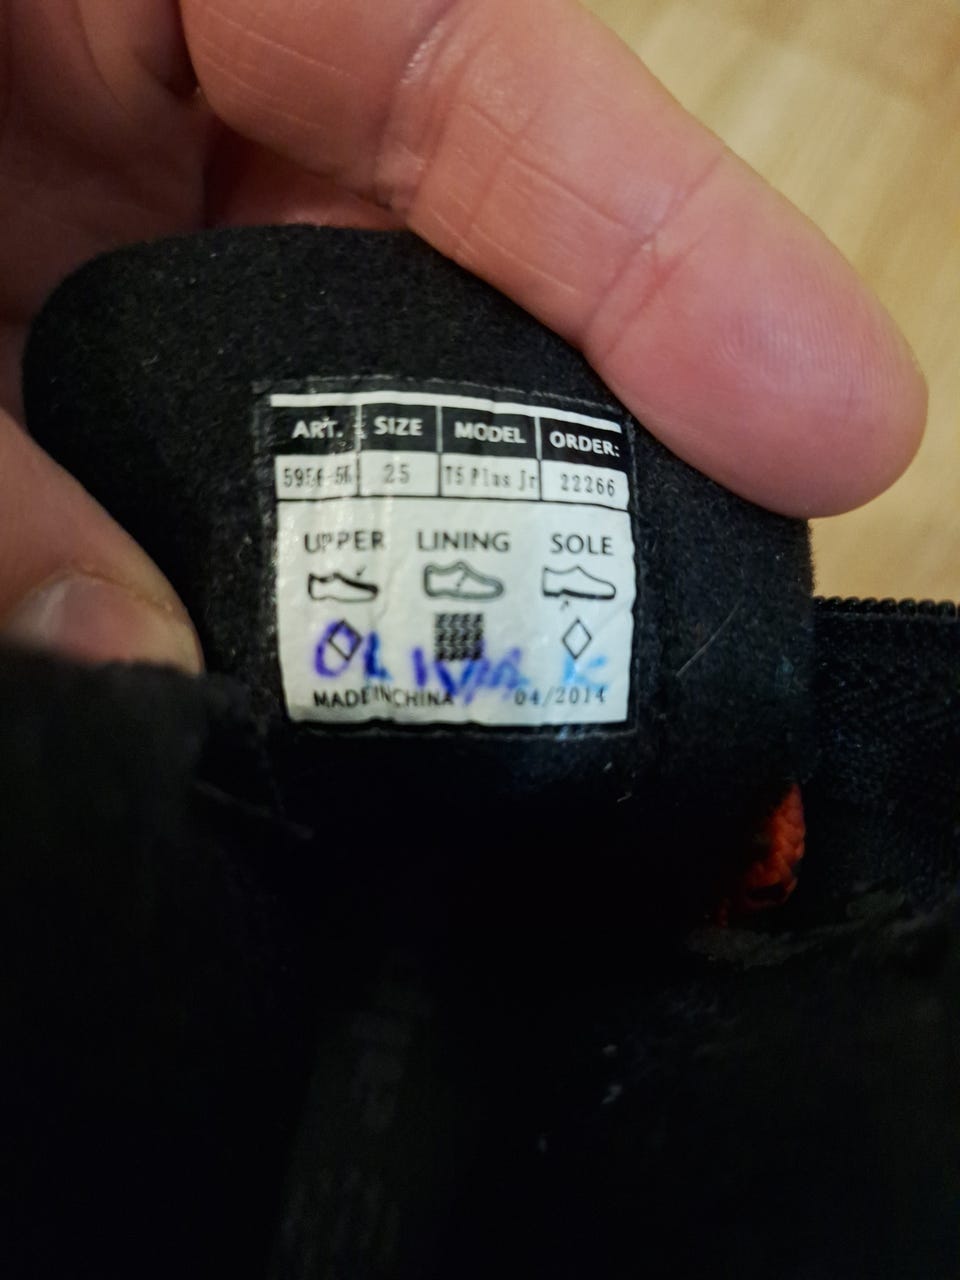 ART. SIZE MODEL ORDER:
25 T5 Plus Jr 22266
UPPER LINING SOLE
MADE IN CHINA 04/2014